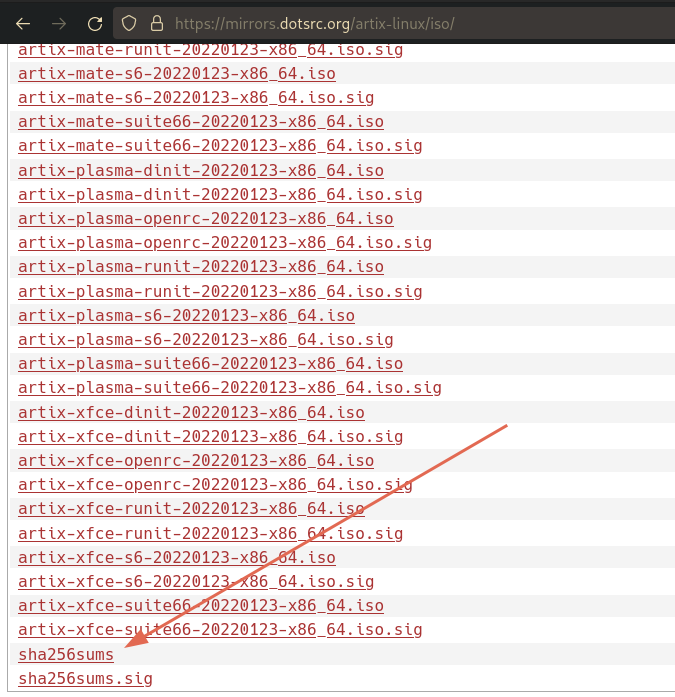 https://mirrors.dotsrc.org/artix-linux/iso/
artix-mate-runit-20220123-x86_64.iso.sig
artix-mate-s6-20220123-x86_64.iso
artix-mate-s6-20220123-x86_64.iso.sig
artix-mate-suite66-20220123-x86_64.iso
artix-mate-suite66-20220123-x86_64.iso.sig
artix-plasma-dinit-20220123-x86_64.iso
artix-plasma-dinit-20220123-x86_64.iso.sig
artix-plasma-openrc-20220123-x86_64.iso
artix-plasma-openrc-20220123-x86_64.iso.sig
artix-plasma-runit-20220123-x86_64.iso
artix-plasma-runit-20220123-x86_64.iso.sig
artix-plasma-s6-20220123-x86_64.iso
artix-plasma-s6-20220123-x86_64.iso.sig
artix-plasma-suite66-20220123-x86_64.iso
artix-plasma-suite66-20220123-x86_64.iso.sig
artix-xfce-dinit-20220123-x86_64.iso
artix-xfce-dinit-20220123-x86_64.iso.sig
artix-xfce-openrc-20220123-x86_64.iso
artix-xfce-openrc-20220123-x86_64.iso.sig
artix-xfce-runit-20220123-x86_64.iso
artix-xfce-runit-20220123-x86_64.iso.sig
artix-xfce-s6-20220123-x86_64.iso
artix-xfce-s6-20220123-x86_64.iso.sig
artix-xfce-suite66-20220123-x86_64.iso
artix-xfce-suite66-20220123-x86_64.iso.sig
sha256sums
sha256sums.sig